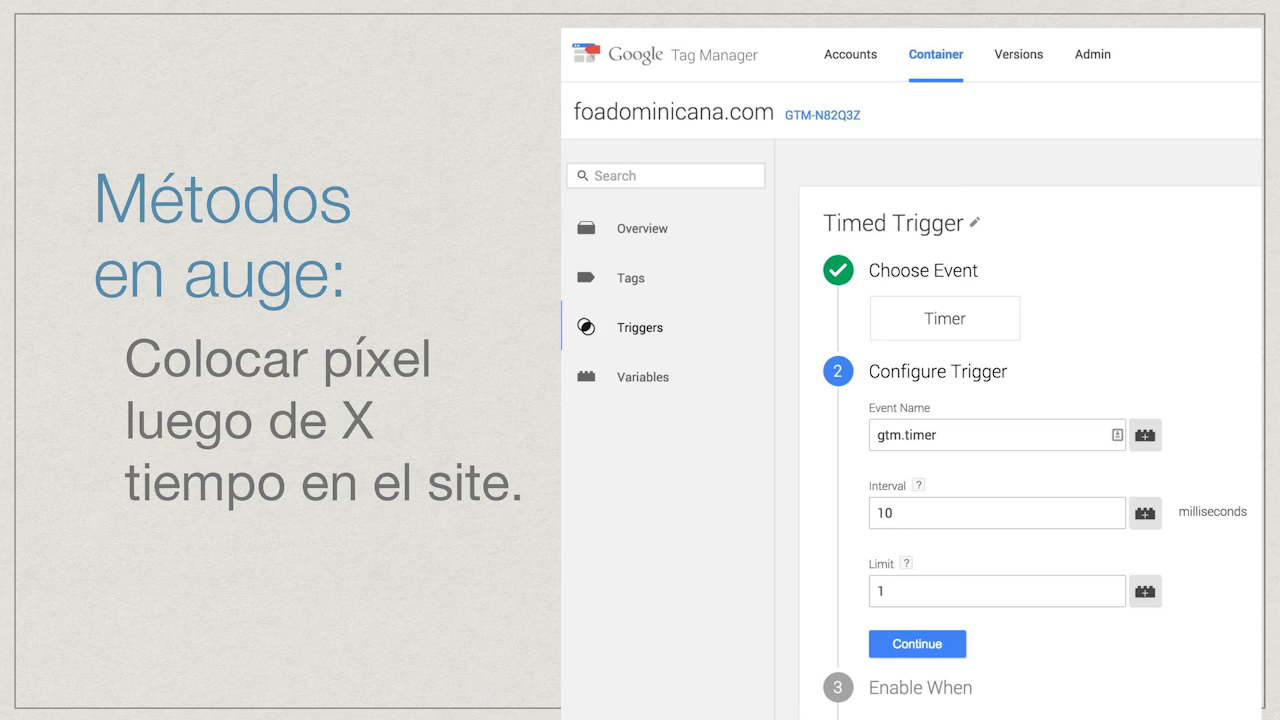 Métodos
en auge:
Colocar píxel
luego de X
tiempo en el site.
Google Tag Manager
Accounts
Container
Versions
Admin
foadominicana.com GTM-N82Q3Z
Search
Overview
Tags
Triggers
Variables
Timed Trigger
Choose Event
Timer
2 Configure Trigger
Event Name
gtm.timer
Interval ?
10 milliseconds
Limit ?
1
Continue
3 Enable When